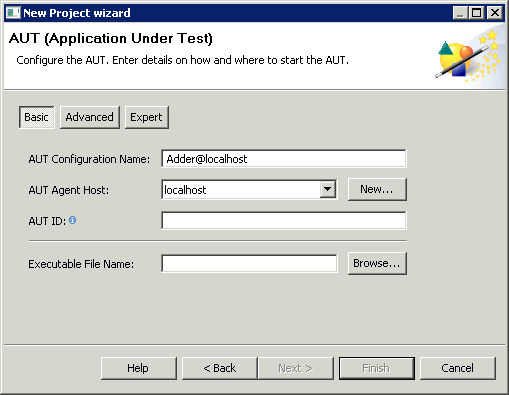 New Project wizard
AUT (Application Under Test)
Configure the AUT. Enter details on how and where to start the AUT.
Basic Advanced Expert
AUT Configuration Name: Adder@localhost
AUT Agent Host: localhost New...
AUT ID:
Executable File Name: Browse...
Help < Back Next > Finish Cancel